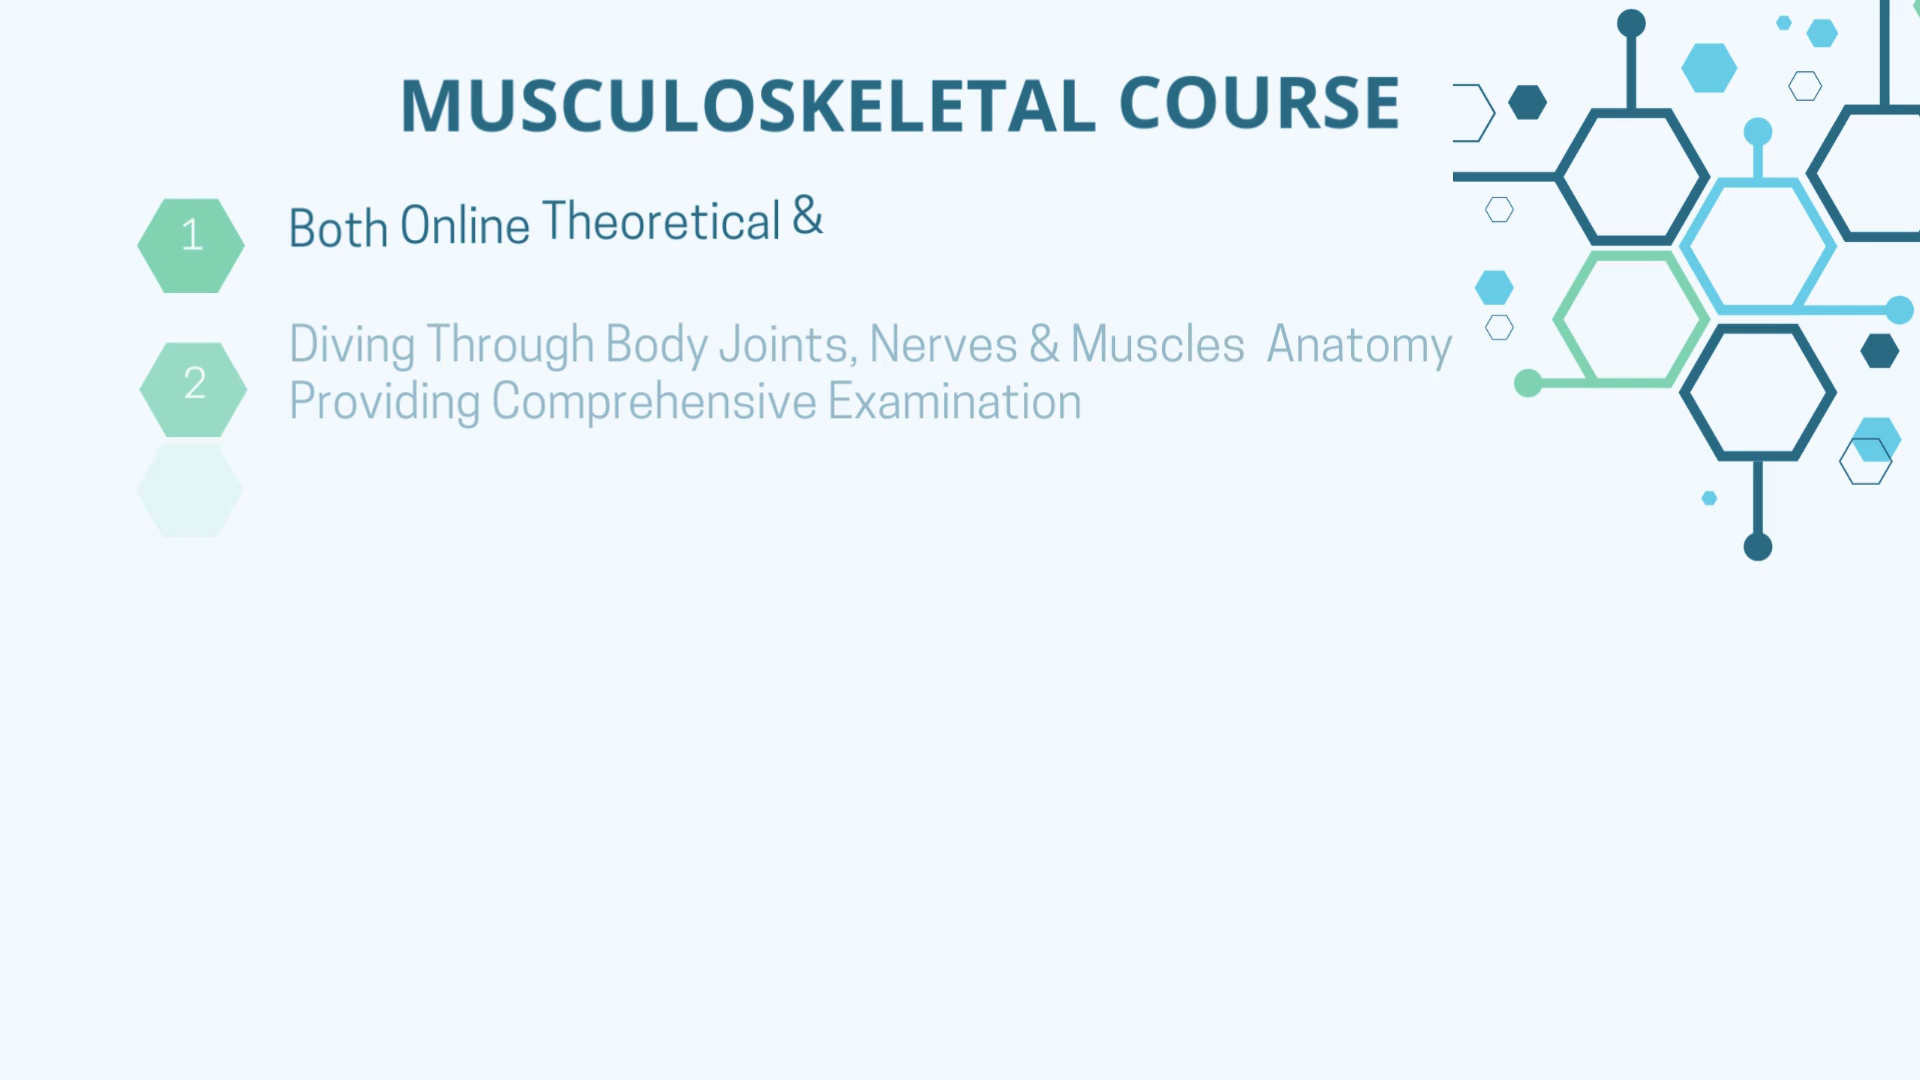 MUSCULOSKELETAL COURSE
1
Both Online Theoretical &
2
Diving Through Body Joints, Nerves & Muscles Anatomy
Providing Comprehensive Examination